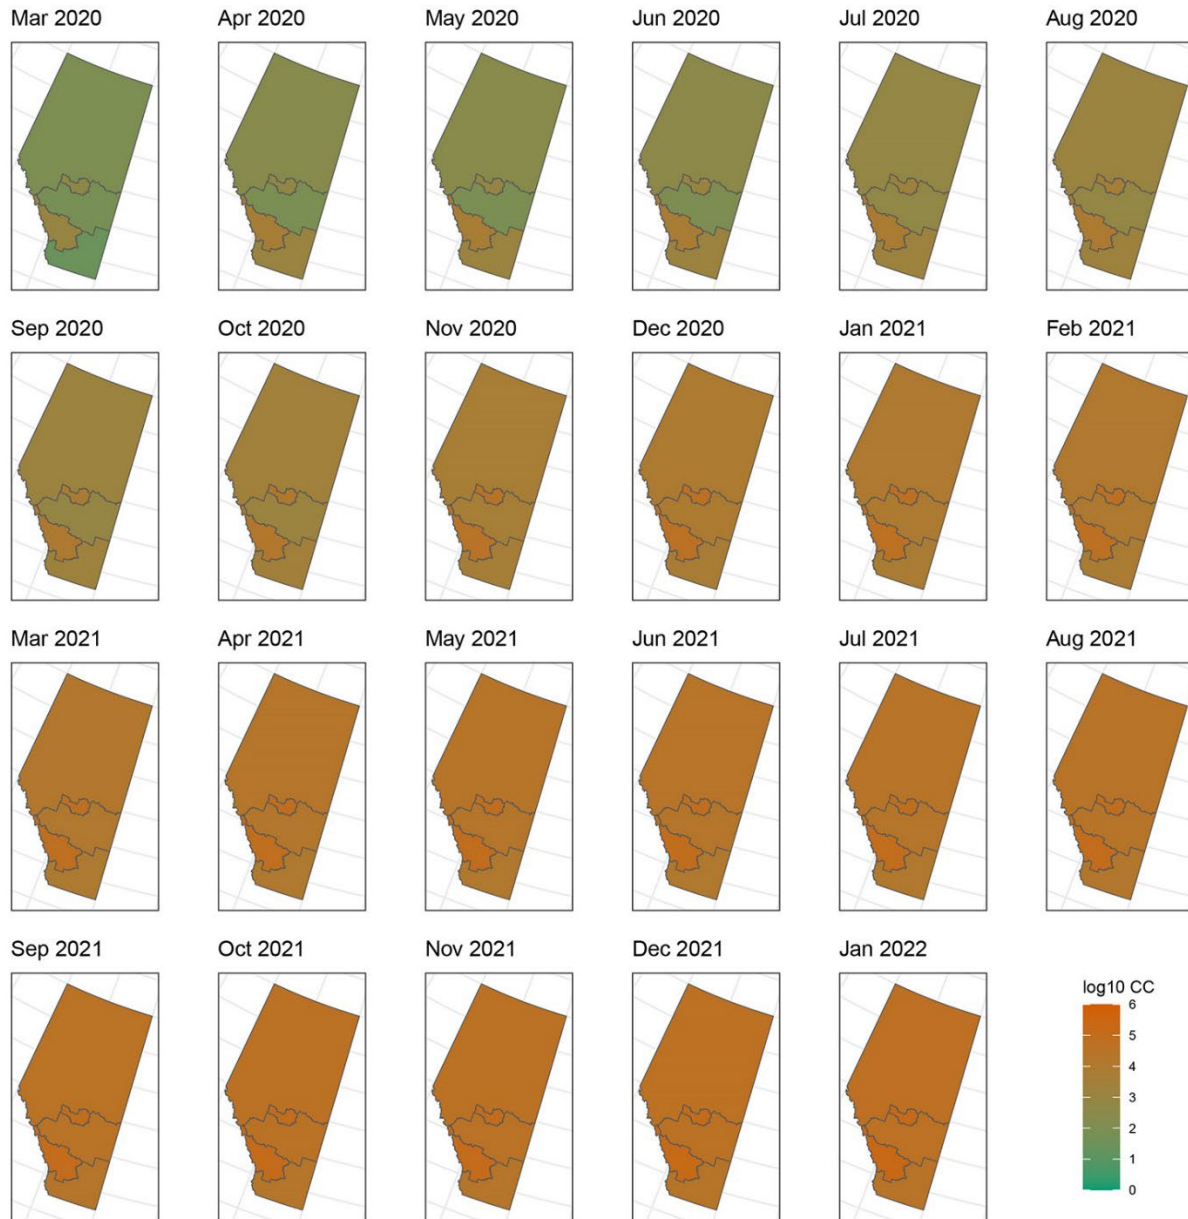 Mar 2020
Apr 2020
May 2020
Jun 2020
Jul 2020
Aug 2020
Sep 2020
Oct 2020
Nov 2020
Dec 2020
Jan 2021
Feb 2021
Mar 2021
Apr 2021
May 2021
Jun 2021
Jul 2021
Aug 2021
Sep 2021
Oct 2021
Nov 2021
Dec 2021
Jan 2022
log10 CC
6
5
4
3
2
1
0